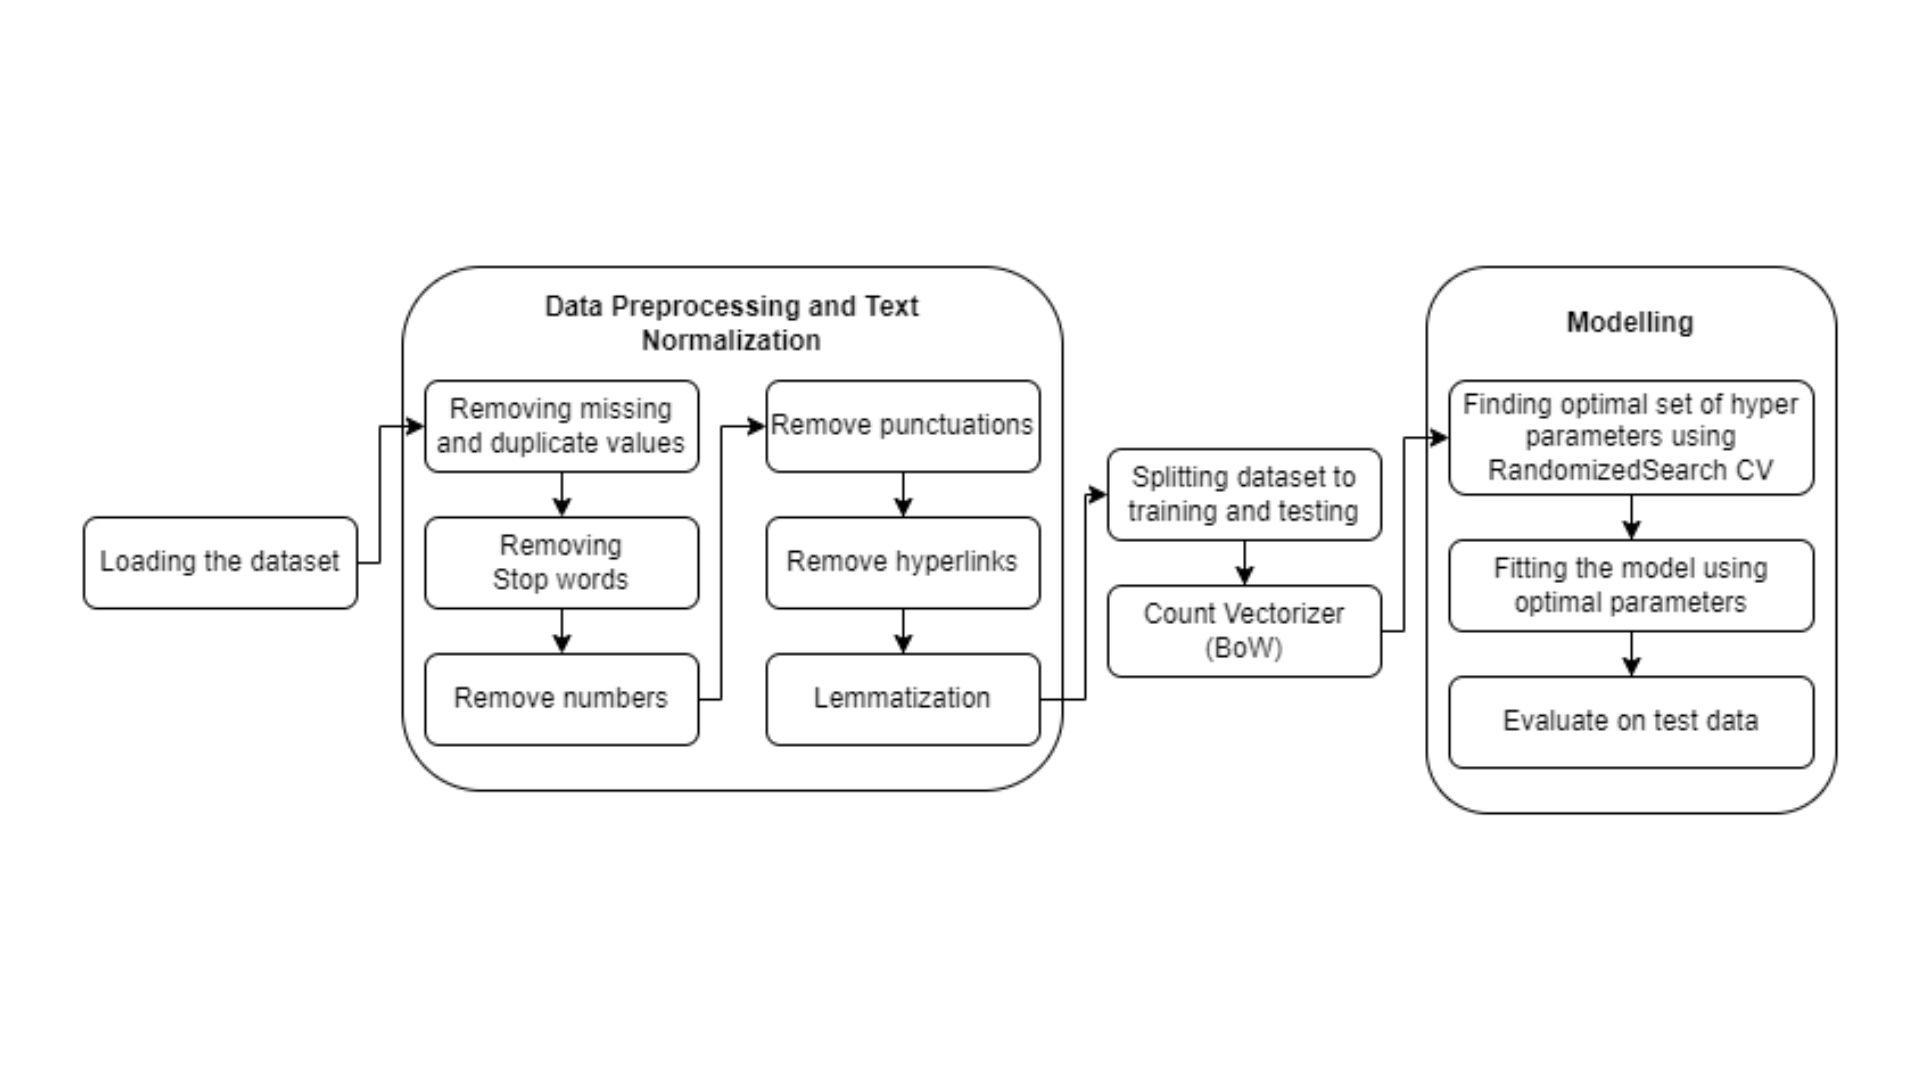 Loading the dataset
Data Preprocessing and Text
Normalization
Removing missing
and duplicate values
Removing
Stop words
Remove numbers
Remove punctuations
Remove hyperlinks
Lemmatization
Splitting dataset to
training and testing
Count Vectorizer
(BoW)
Modelling
Finding optimal set of hyper
parameters using
RandomizedSearch CV
Fitting the model using
optimal parameters
Evaluate on test data